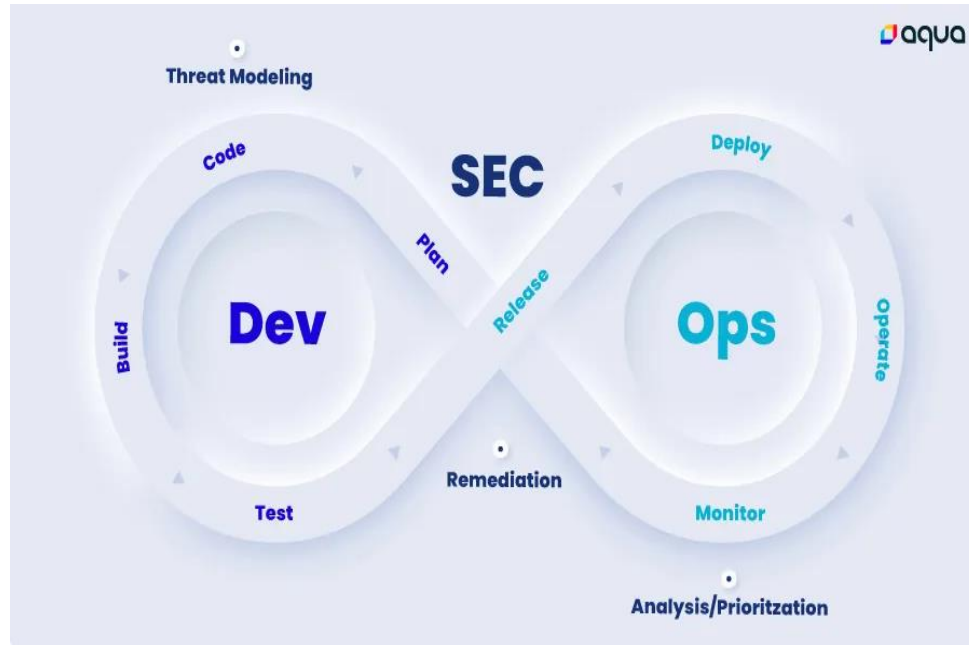 aqua
Threat Modeling
Code
Deploy
SEC
Plan
Release
Dev
Ops
Build
Operate
Remediation
Test
Monitor
Analysis/Prioritzation